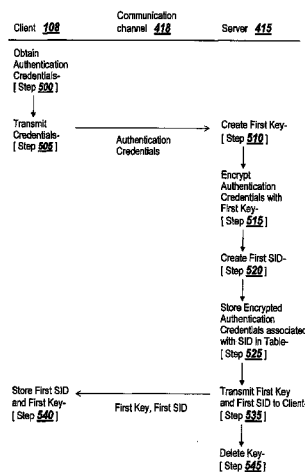 Client 108
Communication
channel 418
Server 415
Obtain
Authentication
Credentials-
[ Step 500 ]
Transmit
Credentials-
[ Step 505 ]
Authentication
Credentials
Create First Key-
[ Step 510 ]
Encrypt
Authentication
Credentials with
First Key-
[ Step 515 ]
Create First SID-
[ Step 520 ]
Store Encrypted
Authentication
Credentials associated
with SID in Table-
[ Step 525 ]
Store First SID
and First Key-
[ Step 540 ]
First Key, First SID
Transmit First Key
and First SID to Client-
[ Step 535 ]
Delete Key-
[ Step 545 ]